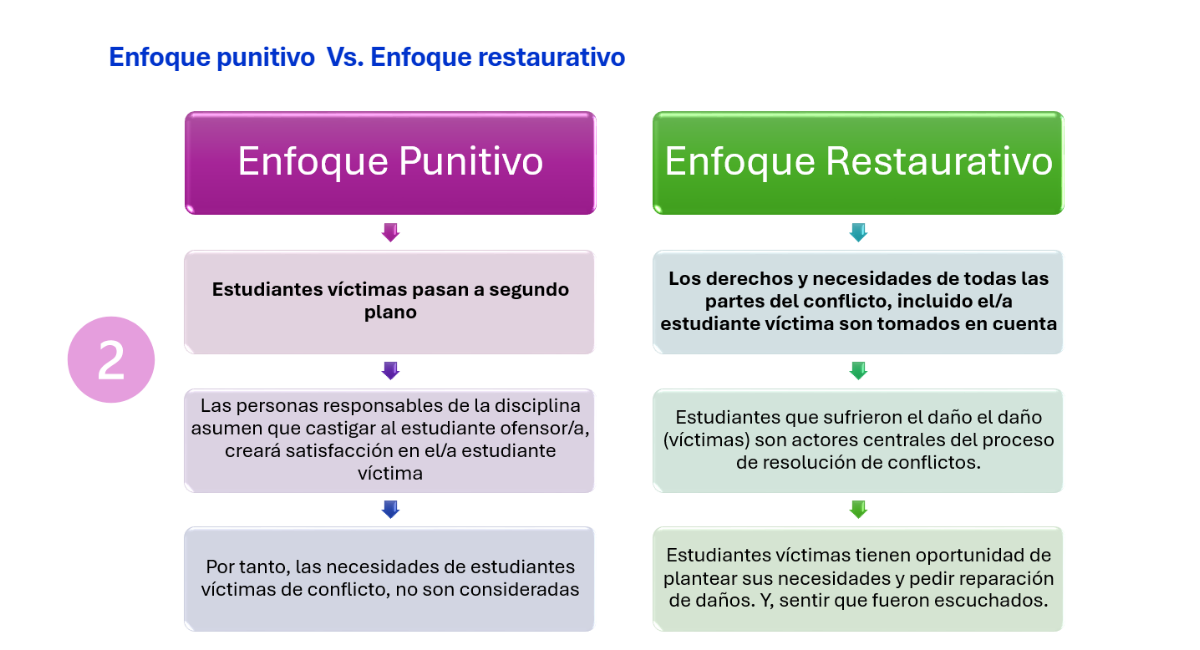 Enfoque punitivo  Vs. Enfoque restaurativo
2
Enfoque Punitivo
Estudiantes víctimas pasan a segundo
plano
Las personas responsables de la disciplina
asumen que castigar al estudiante ofensor/a,
creará satisfacción en el/a estudiante
víctima
Por tanto, las necesidades de estudiantes
víctimas de conflicto, no son consideradas
Enfoque Restaurativo
Los derechos y necesidades de todas las
partes del conflicto, incluido el/a
estudiante víctima son tomados en cuenta
Estudiantes que sufrieron el daño el daño
(víctimas) son actores centrales del proceso
de resolución de conflictos.
Estudiantes víctimas tienen oportunidad de
plantear sus necesidades y pedir reparación
de daños. Y, sentir que fueron escuchados.